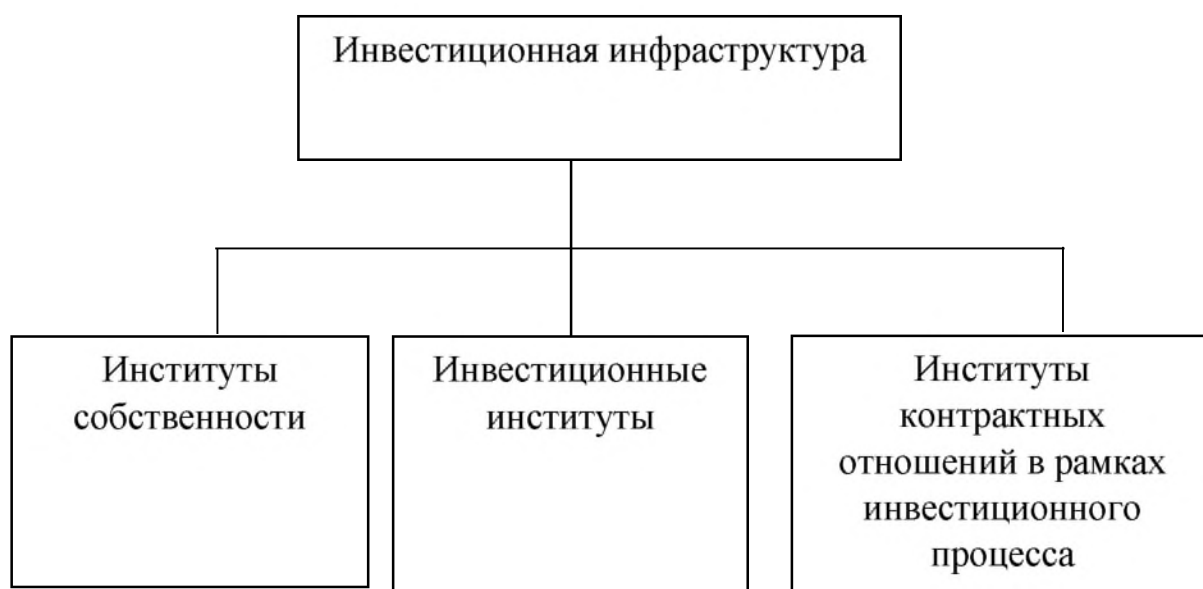 Инвестиционная инфраструктура
Институты
собственности
Инвестиционные
институты
Институты
контрактных
отношений в рамках
инвестиционного
процесса